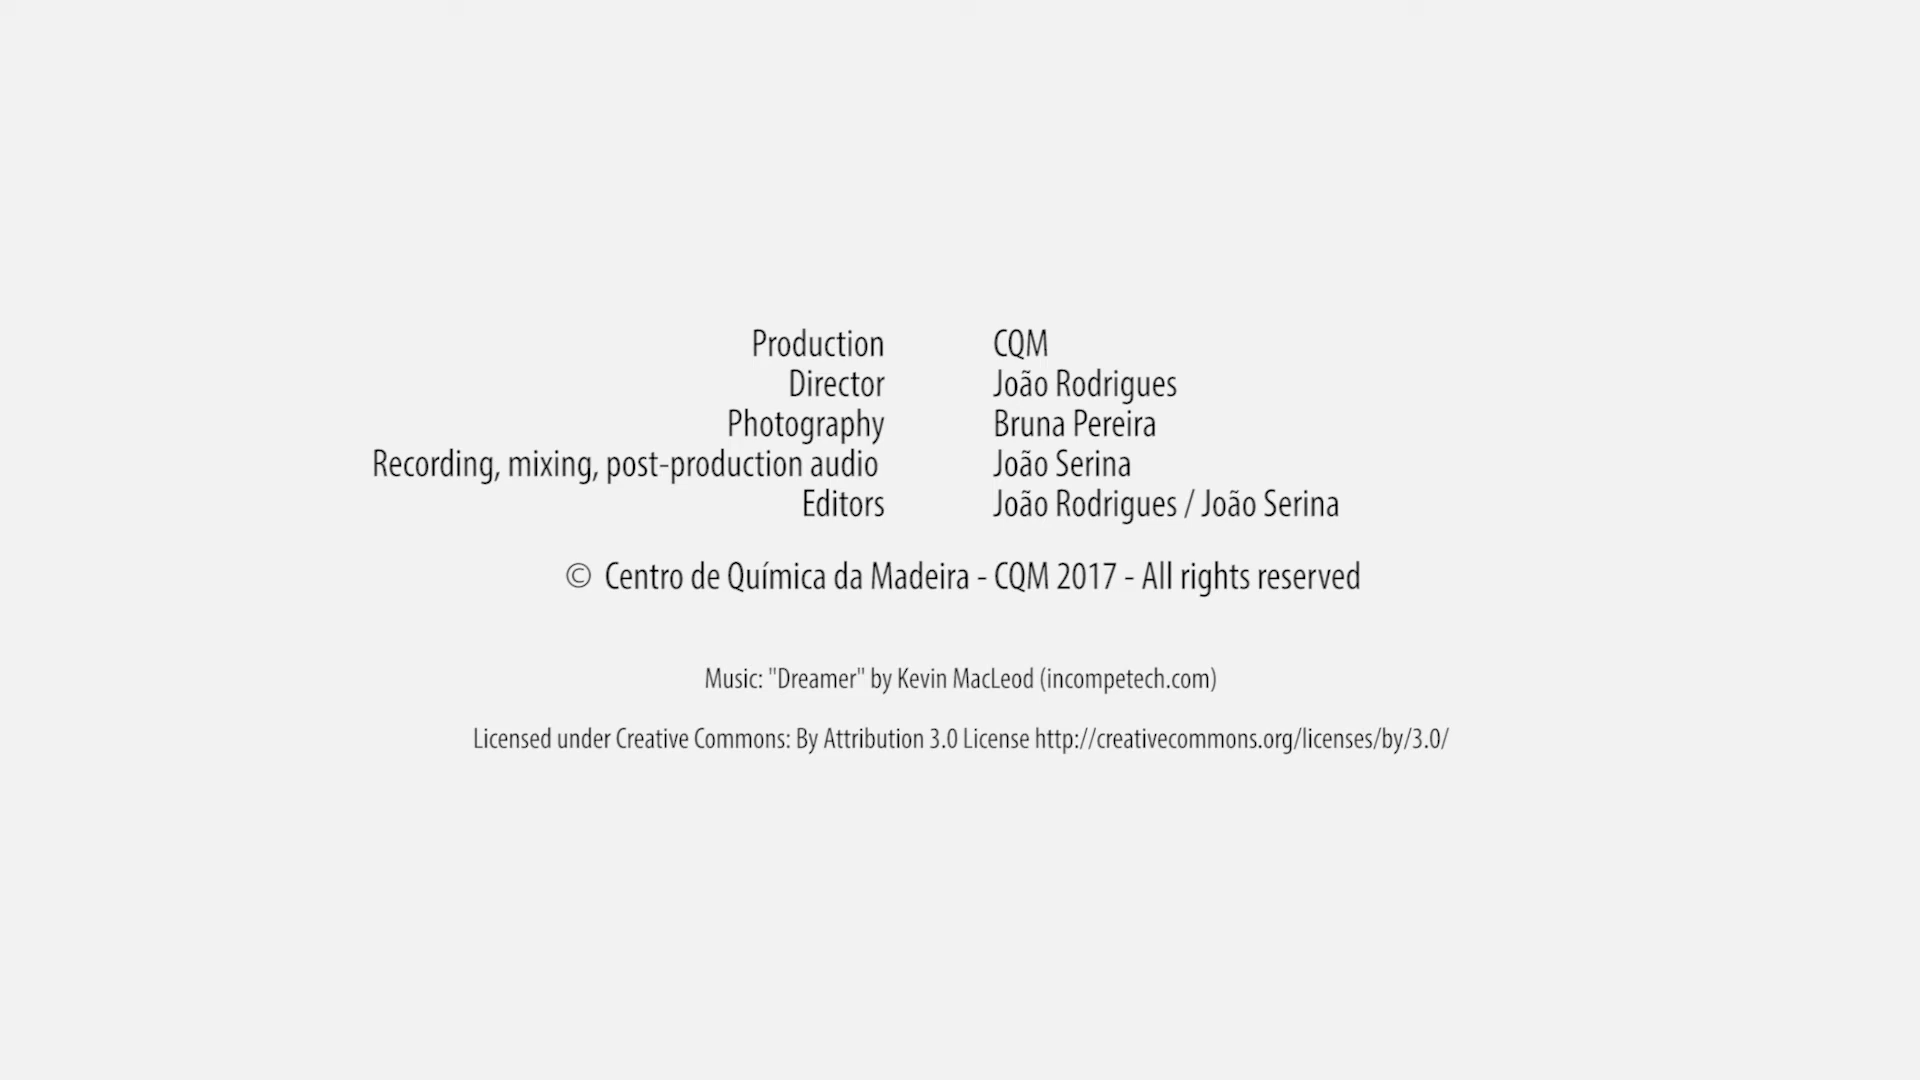 Production CQM
Director João Rodrigues
Photography Bruna Pereira
Recording, mixing, post-production audio João Serina
Editors João Rodrigues / João Serina
© Centro de Química da Madeira - CQM 2017 - All rights reserved
Music: "Dreamer" by Kevin MacLeod (incompetech.com)
Licensed under Creative Commons: By Attribution 3.0 License http://creativecommons.org/licenses/by/3.0/